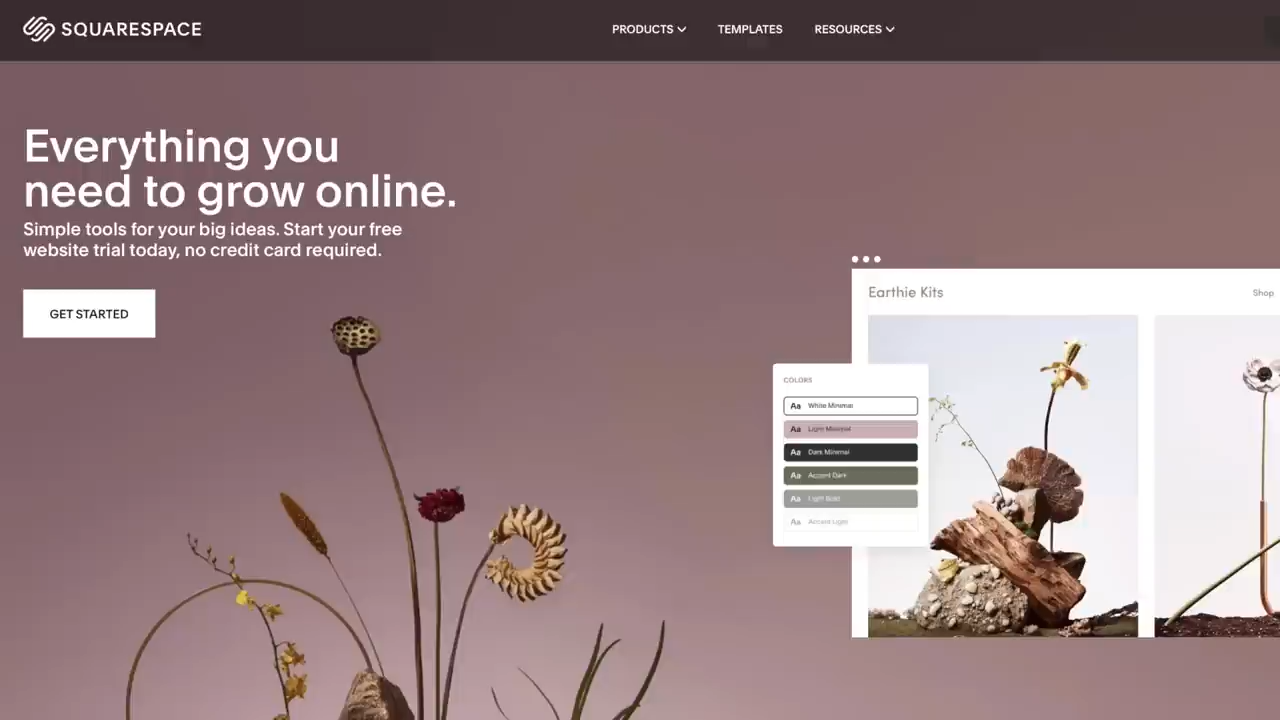 SQUARESPACE
PRODUCTS
TEMPLATES
RESOURCES
Everything you
need to grow online.
Simple tools for your big ideas. Start your free
website trial today, no credit card required.
GET STARTED
Earthie Kits
Shop
COLORS
Aa White Minimal
Aa Light Minimal
Aa Dark Minimal
Aa Accent Dark
Aa Light Bold
Aa Accent Light